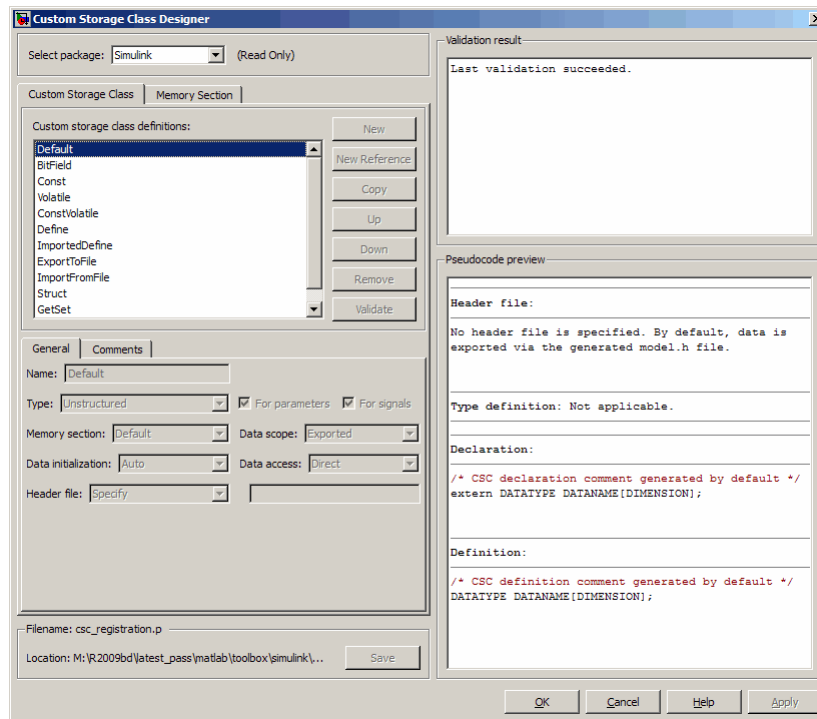 Custom Storage Class Designer
Select package: Simulink (Read Only)
Custom Storage Class Memory Section
Custom storage class definitions:
Default
BitField
Const
Volatile
ConstVolatile
Define
ImportedDefine
ExportToFile
ImportFromFile
Struct
GetSet
New
New Reference
Copy
Up
Down
Remove
Validate
General Comments
Name: Default
Type: Unstructured For parameters For signals
Memory section: Default Data scope: Exported
Data initialization: Auto Data access: Direct
Header file: Specify
Filename: csc_registration.p
Location: M:\R2009bd\latest_pass\matlab\toolbox\simulink\... Save
Validation result
Last validation succeeded.
Pseudocode preview
Header file:
No header file is specified. By default, data is
exported via the generated model.h file.
Type definition: Not applicable.
Declaration:
/* CSC declaration comment generated by default */
extern DATATYPE DATANAME[DIMENSION];
Definition:
/* CSC definition comment generated by default */
DATATYPE DATANAME[DIMENSION];
OK Cancel Help Apply